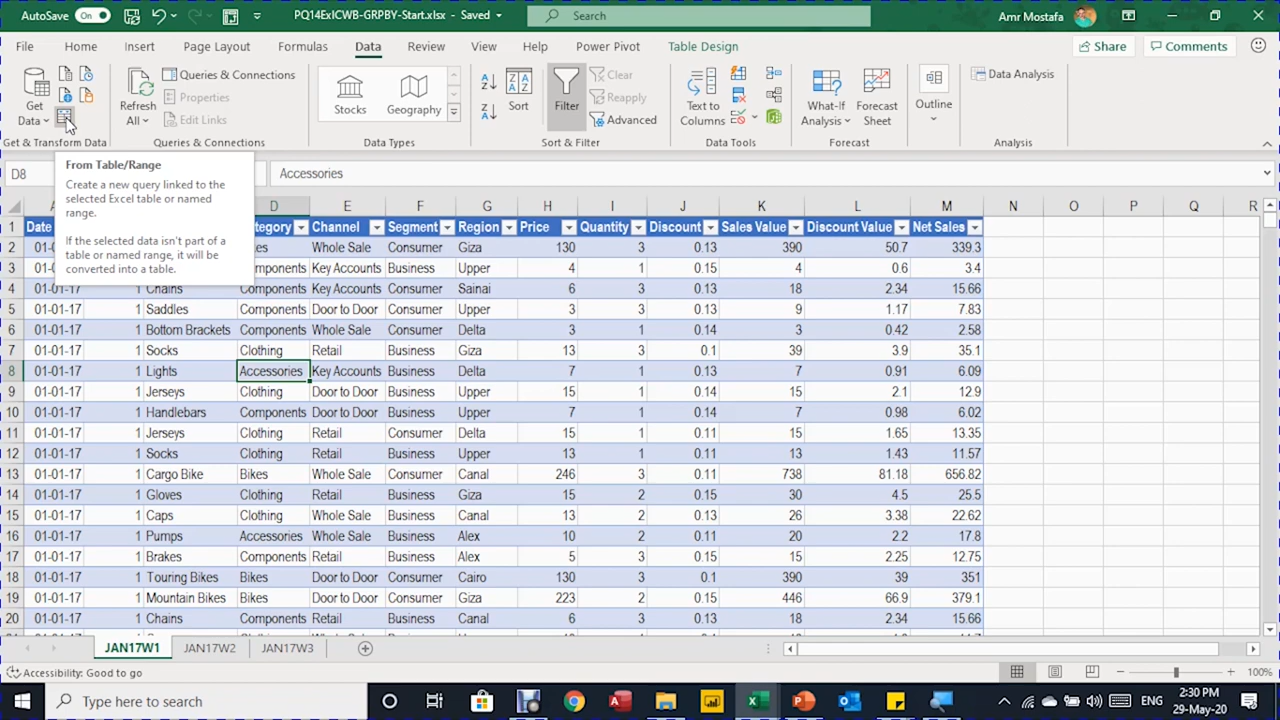 AutoSave On PQ14ExICWB-GRPBY-Start.xlsx - Saved Search Amr Mostafa
File Home Insert Page Layout Formulas Data Review View Help Power Pivot Table Design Share Comments
Get Data Refresh All Queries & Connections Properties Edit Links Stocks Geography Sort Filter Clear Reapply Advanced Text to Columns What-If Analysis Forecast Sheet Outline Data Analysis
Get & Transform Data Queries & Connections Data Types Sort & Filter Data Tools Forecast Analysis
D8 Accessories
From Table/Range
Create a new query linked to the
selected Excel table or named
range.
If the selected data isn't part of a
table or named range, it will be
converted into a table.
D E F G H I J K L M N O P Q R
1 Date Channel Segment Region Price Quantity Discount Sales Value Discount Value Net Sales
2 Whole Sale Consumer Giza 130 3 0.13 390 50.7 339.3
3 Key Accounts Business Upper 4 1 0.15 4 0.6 3.4
4 01-01-17 1 Chains Components Key Accounts Consumer Sainai 6 3 0.13 18 2.34 15.66
5 01-01-17 1 Saddles Components Door to Door Consumer Upper 3 3 0.13 9 1.17 7.83
6 01-01-17 1 Bottom Brackets Components Whole Sale Consumer Delta 3 1 0.14 3 0.42 2.58
7 01-01-17 1 Socks Clothing Retail Business Giza 13 3 0.1 39 3.9 35.1
8 01-01-17 1 Lights Accessories Key Accounts Business Delta 7 1 0.13 7 0.91 6.09
9 01-01-17 1 Jerseys Clothing Door to Door Consumer Upper 15 1 0.14 15 2.1 12.9
10 01-01-17 1 Handlebars Components Door to Door Business Upper 7 1 0.14 7 0.98 6.02
11 01-01-17 1 Jerseys Clothing Retail Consumer Delta 15 1 0.11 15 1.65 13.35
12 01-01-17 1 Socks Clothing Retail Business Upper 13 1 0.11 13 1.43 11.57
13 01-01-17 1 Cargo Bike Bikes Whole Sale Consumer Canal 246 3 0.11 738 81.18 656.82
14 01-01-17 1 Gloves Clothing Retail Business Giza 15 2 0.15 30 4.5 25.5
15 01-01-17 1 Caps Clothing Whole Sale Business Canal 13 2 0.13 26 3.38 22.62
16 01-01-17 1 Pumps Accessories Whole Sale Business Alex 10 2 0.11 20 2.2 17.8
17 01-01-17 1 Brakes Components Retail Business Alex 5 3 0.15 15 2.25 12.75
18 01-01-17 1 Touring Bikes Bikes Door to Door Consumer Cairo 130 3 0.1 390 39 351
19 01-01-17 1 Mountain Bikes Bikes Door to Door Consumer Giza 223 2 0.15 446 66.9 379.1
20 01-01-17 1 Chains Components Retail Business Canal 6 3 0.13 18 2.34 15.66
JAN17W1 JAN17W2 JAN17W3
Accessibility: Good to go 100%
Type here to search ENG 2:30 PM
29-May-20